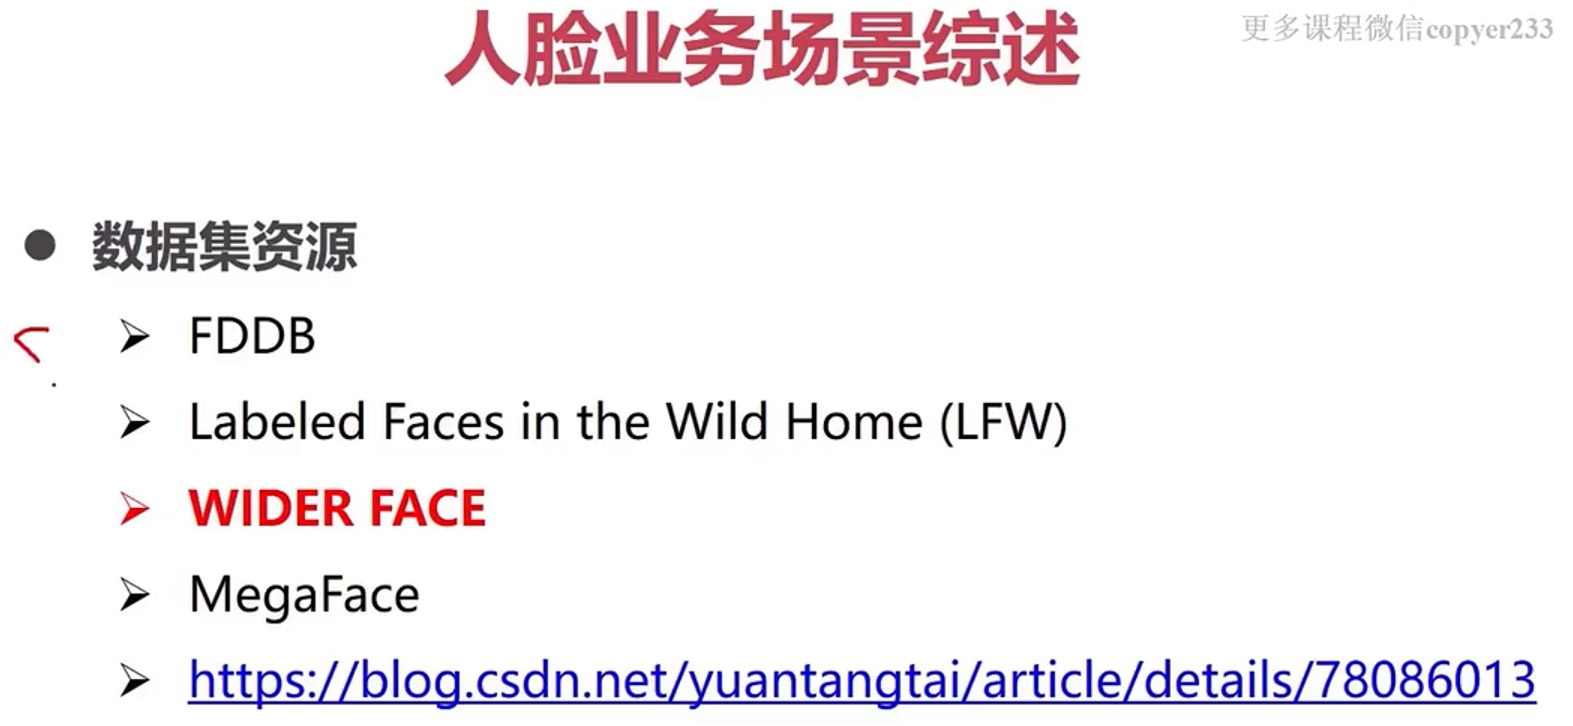 人脸业务场景综述
更多课程微信copyer233
数据集资源
FDDB
Labeled Faces in the Wild Home (LFW)
WIDER FACE
MegaFace
https://blog.csdn.net/yuantangtai/article/details/78086013